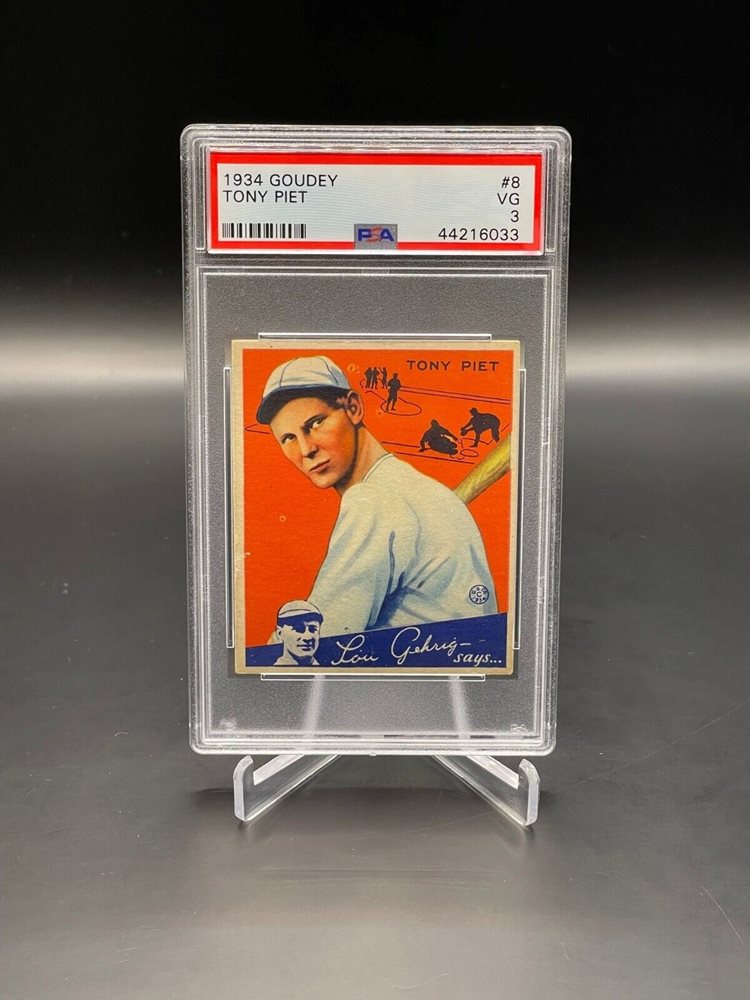 1934 GOUDEY #8
TONY PIET VG
3
PSA 44216033
TONY PIET
Lou Gehrig—
says...